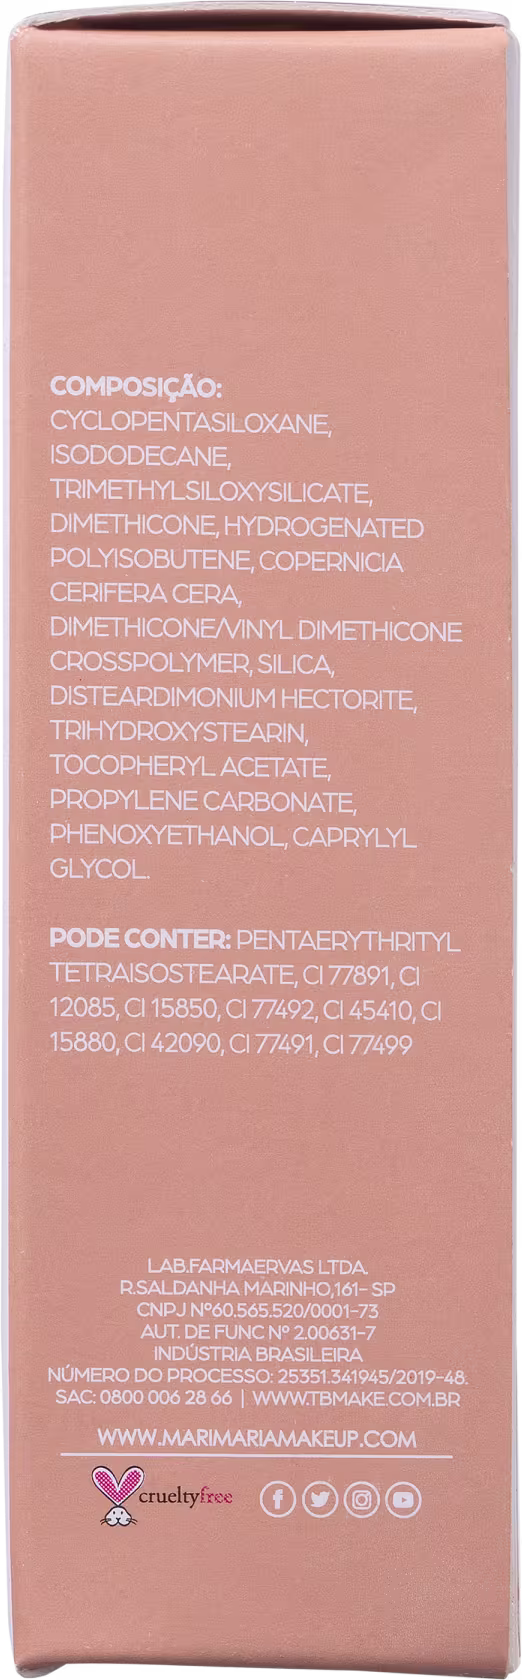 COMPOSIÇÃO:
CYCLOPENTASILOXANE,
ISODODECANE,
TRIMETHYLSILOXYSILICATE,
DIMETHICONE, HYDROGENATED
POLYISOBUTENE, COPERNICIA
CERIFERA CERA,
DIMETHICONE/VINYL DIMETHICONE
CROSSPOLYMER, SILICA,
DISTEARDIMONIUM HECTORITE,
TRIHYDROXYSTEARIN,
TOCOPHERYL ACETATE,
PROPYLENE CARBONATE,
PHENOXYETHANOL, CAPRYLYL
GLYCOL.
PODE CONTER: PENTAERYTHRITYL
TETRAISOSTEARATE, CI 77891, CI
12085, CI 15850, CI 77492, CI 45410, CI
15880, CI 42090, CI 77491, CI 77499
LAB.FARMAERVAS LTDA.
R.SALDANHA MARINHO,161- SP
CNPJ Nº60.565.520/0001-73
AUT. DE FUNC Nº 2.00631-7
INDÚSTRIA BRASILEIRA
NÚMERO DO PROCESSO: 25351.341945/2019-48.
SAC: 0800 006 28 66 | WWW.TBMAKE.COM.BR
WWW.MARIMARIAMAKEUP.COM
crueltyfree